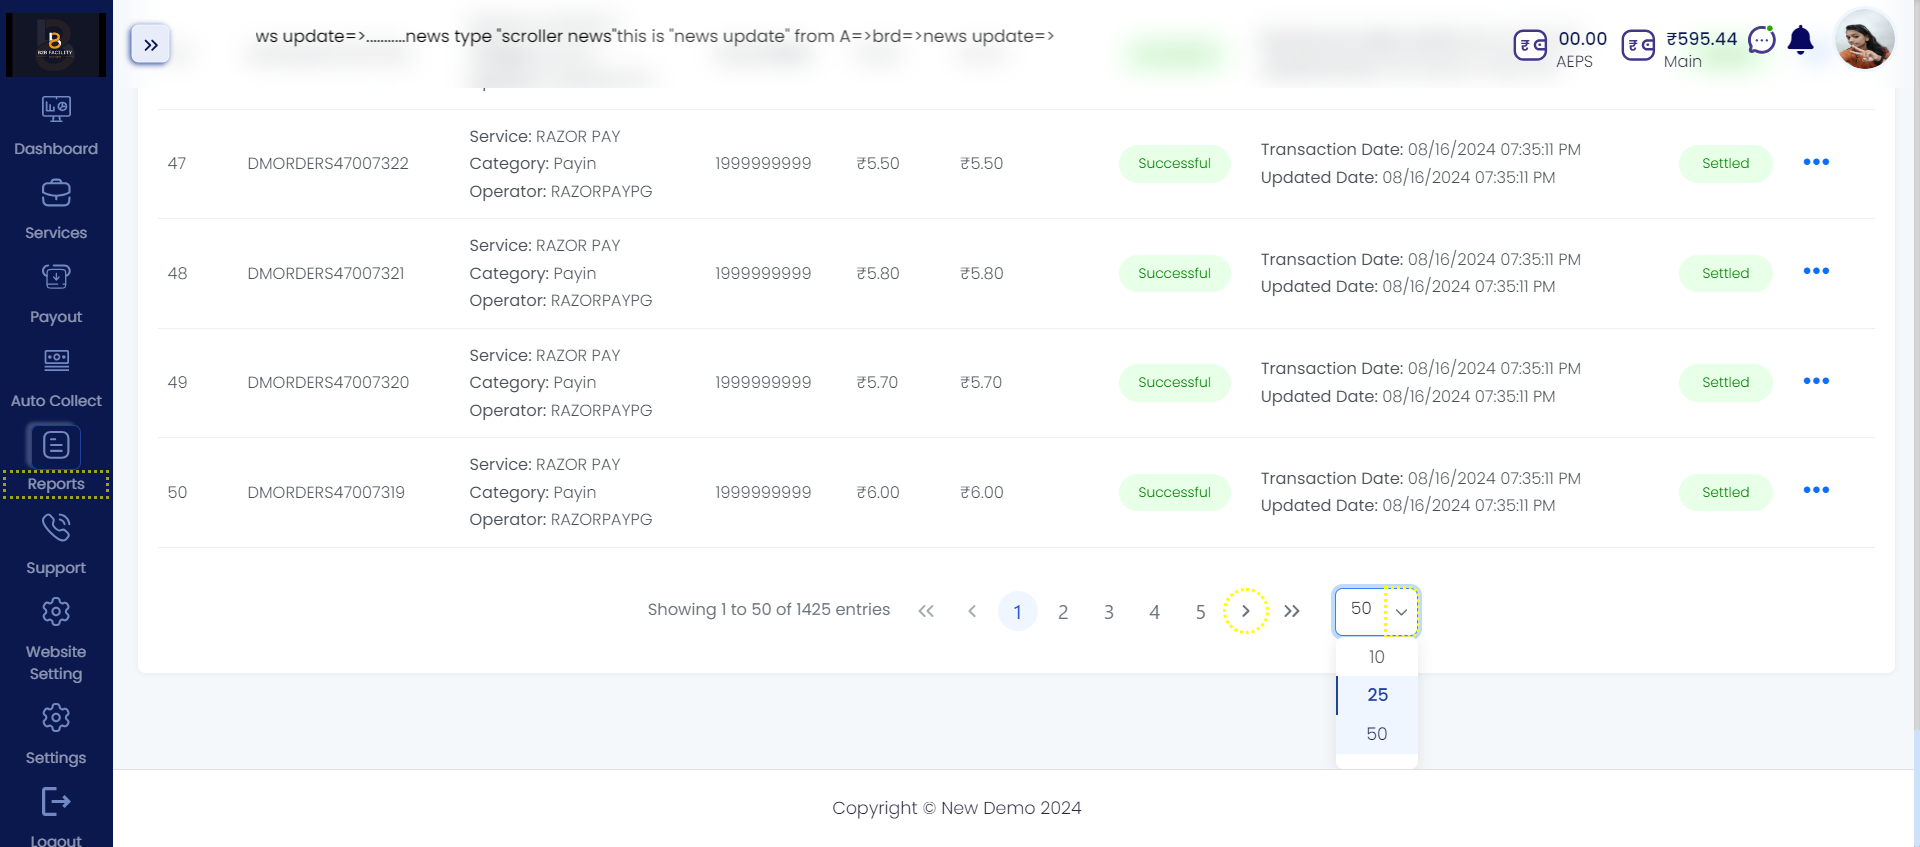 B2B FACILITY
ws update=>...........news type "scroller news"this is "news update" from A=>brd=>news update=>
00.00
AEPS
₹595.44
Main
Dashboard
Services
Payout
Auto Collect
Reports
Support
Website
Setting
Settings
Logout
47 DMORDERS47007322 Service: RAZOR PAY
Category: Payin
Operator: RAZORPAYPG
1999999999 ₹5.50 ₹5.50 Successful Transaction Date: 08/16/2024 07:35:11 PM
Updated Date: 08/16/2024 07:35:11 PM
Settled
48 DMORDERS47007321 Service: RAZOR PAY
Category: Payin
Operator: RAZORPAYPG
1999999999 ₹5.80 ₹5.80 Successful Transaction Date: 08/16/2024 07:35:11 PM
Updated Date: 08/16/2024 07:35:11 PM
Settled
49 DMORDERS47007320 Service: RAZOR PAY
Category: Payin
Operator: RAZORPAYPG
1999999999 ₹5.70 ₹5.70 Successful Transaction Date: 08/16/2024 07:35:11 PM
Updated Date: 08/16/2024 07:35:11 PM
Settled
50 DMORDERS47007319 Service: RAZOR PAY
Category: Payin
Operator: RAZORPAYPG
1999999999 ₹6.00 ₹6.00 Successful Transaction Date: 08/16/2024 07:35:11 PM
Updated Date: 08/16/2024 07:35:11 PM
Settled
Showing 1 to 50 of 1425 entries << < 1 2 3 4 5 > >> 50
10
25
50
Copyright © New Demo 2024